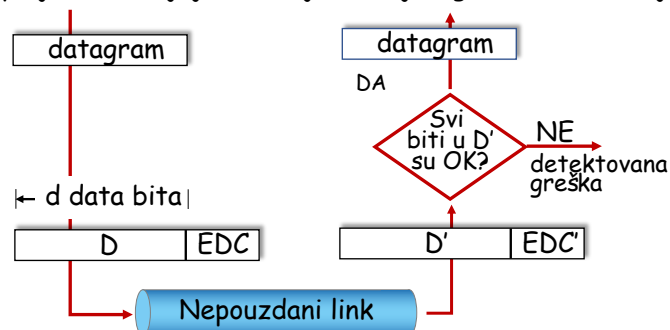 datagram
datagram
DA
Svi
biti u D'
su OK?
NE
detektovana
greška
d data bita
D
EDC
D'
EDC'
Nepouzdani link